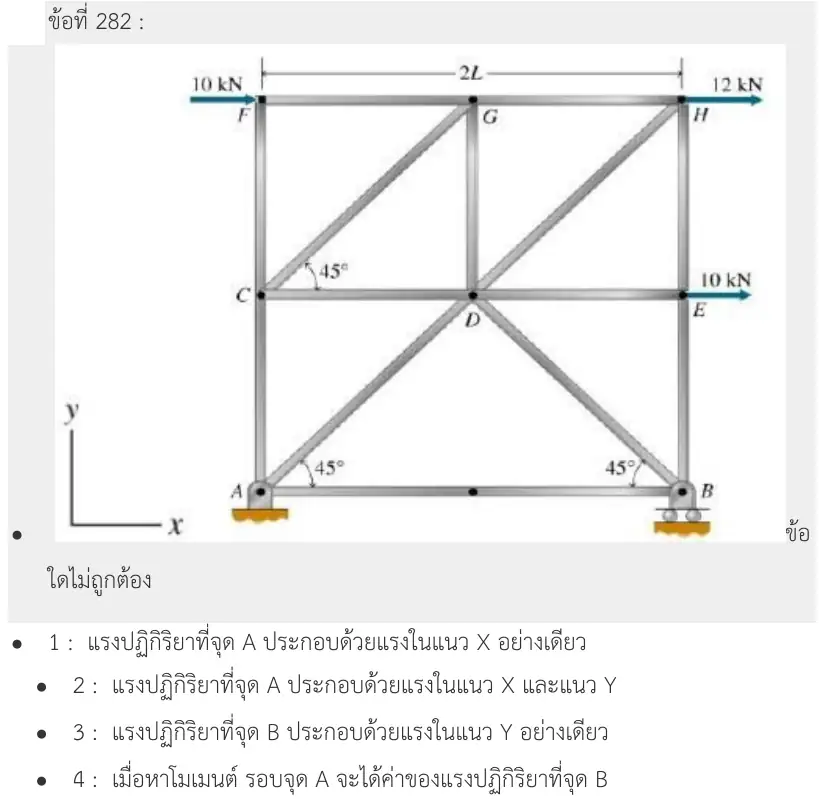 ข้อที่ 282 :
2L
10 kN
12 kN
F
G
H
45°
10 kN
C
D
E
y
45°
45°
A
B
x
ข้อ
ใดไม่ถูกต้อง
1 : แรงปฏิกิริยาที่จุด A ประกอบด้วยแรงในแนว X อย่างเดียว
2 : แรงปฏิกิริยาที่จุด A ประกอบด้วยแรงในแนว X และแนว Y
3 : แรงปฏิกิริยาที่จุด B ประกอบด้วยแรงในแนว Y อย่างเดียว
4 : เมื่อหาโมเมนต์ รอบจุด A จะได้ค่าของแรงปฏิกิริยาที่จุด B